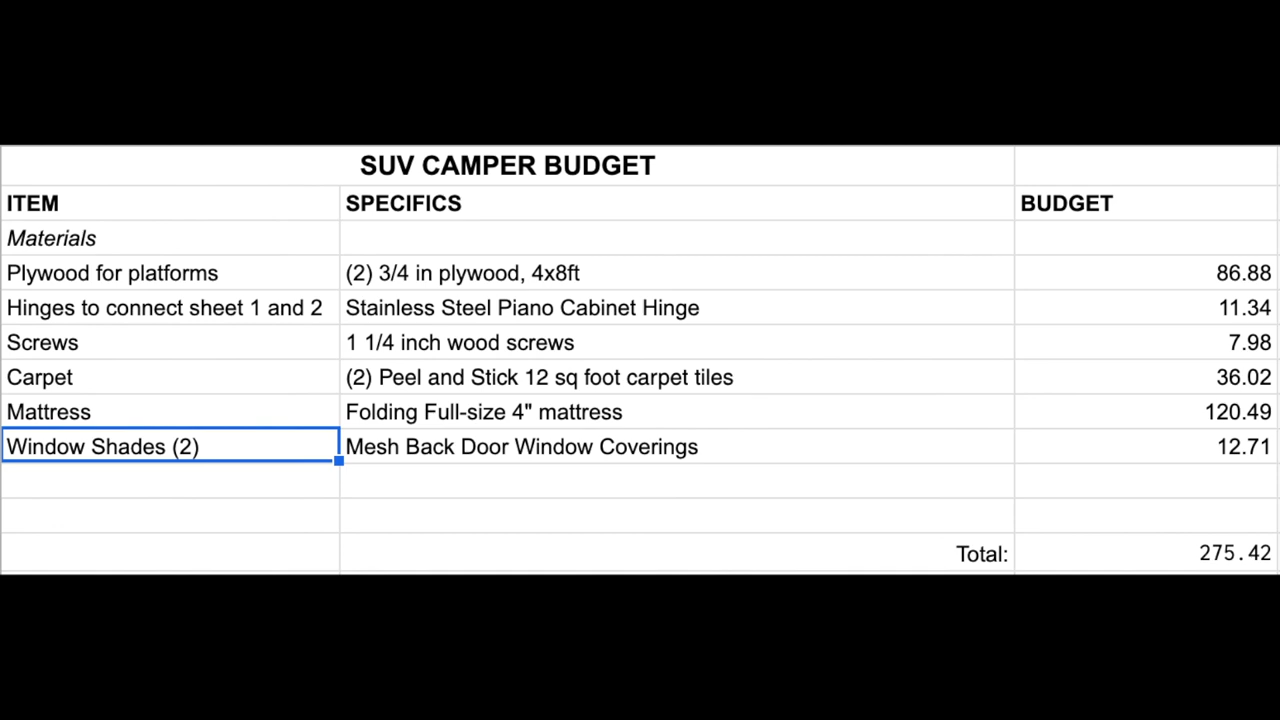 SUV CAMPER BUDGET
ITEM SPECIFICS BUDGET
Materials
Plywood for platforms (2) 3/4 in plywood, 4x8ft 86.88
Hinges to connect sheet 1 and 2 Stainless Steel Piano Cabinet Hinge 11.34
Screws 1 1/4 inch wood screws 7.98
Carpet (2) Peel and Stick 12 sq foot carpet tiles 36.02
Mattress Folding Full-size 4" mattress 120.49
Window Shades (2) Mesh Back Door Window Coverings 12.71
Total: 275.42